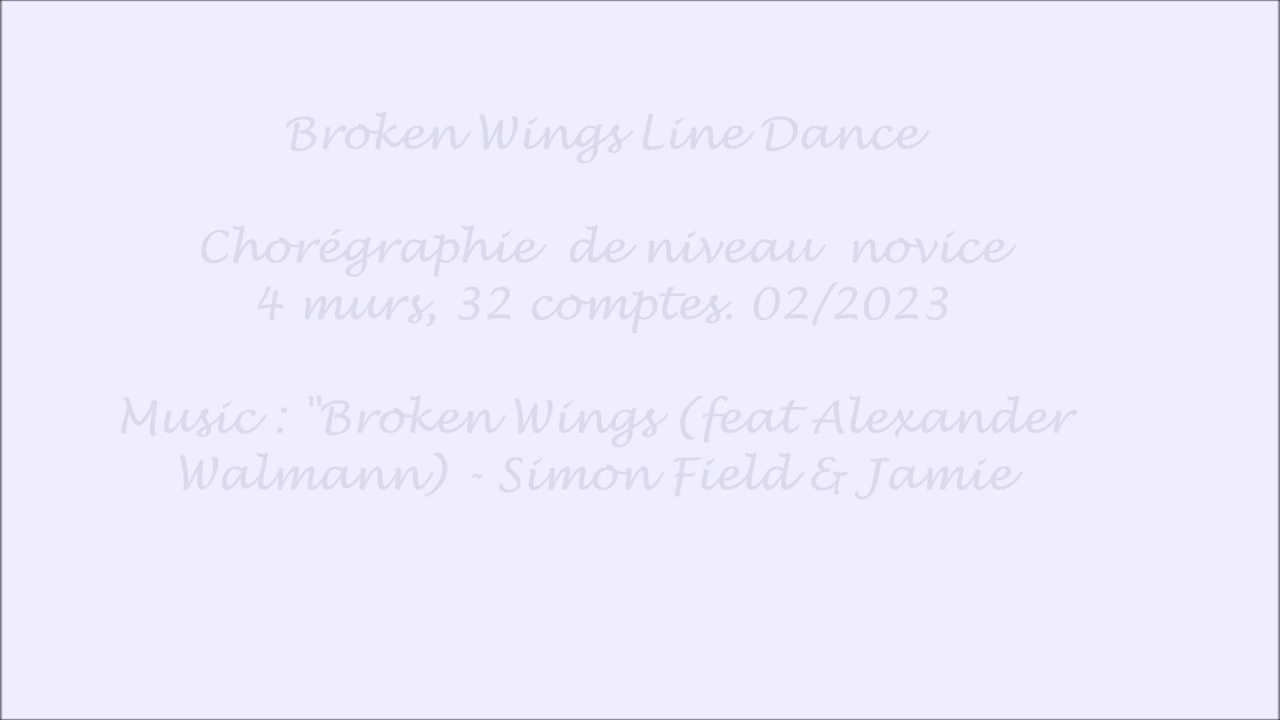 Broken Wings Line Dance
Chorégraphie de niveau novice
4 murs, 32 comptes. 02/2023
Music : "Broken Wings (feat Alexander
Walmann) - Simon Field & Jamie